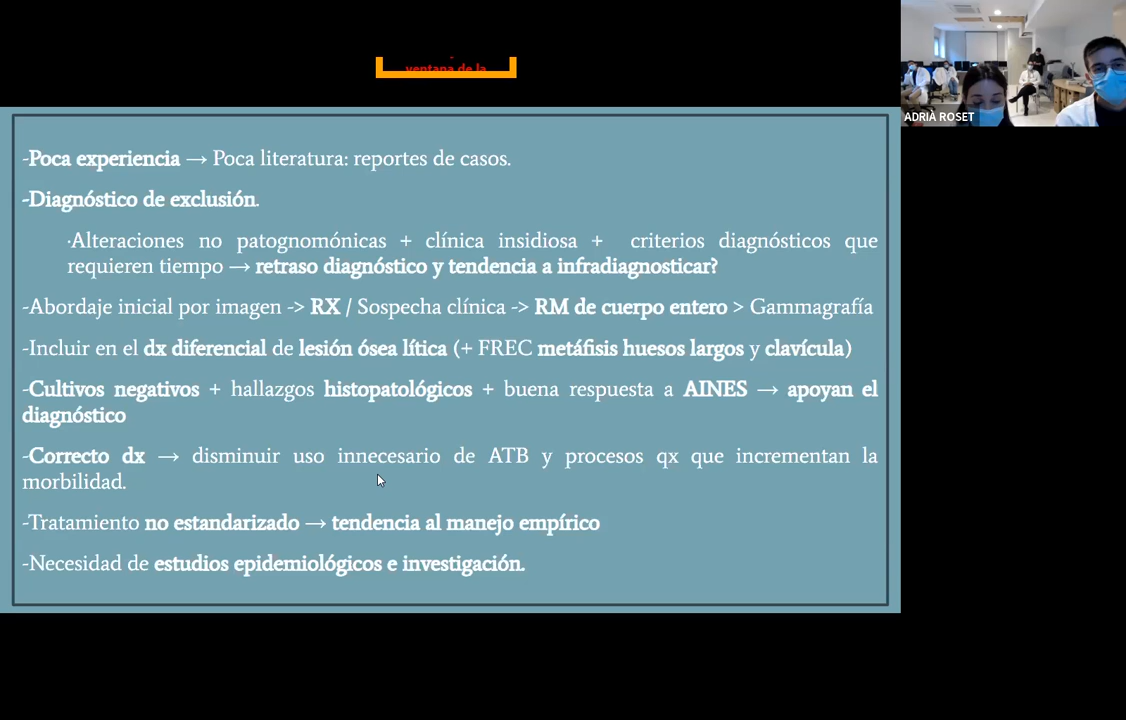 ventana de la
ADRIÀ ROSET
-Poca experiencia → Poca literatura: reportes de casos.
-Diagnóstico de exclusión.
·Alteraciones no patognomónicas + clínica insidiosa + criterios diagnósticos que
requieren tiempo → retraso diagnóstico y tendencia a infradiagnosticar?
-Abordaje inicial por imagen -> RX / Sospecha clínica -> RM de cuerpo entero > Gammagrafía
-Incluir en el dx diferencial de lesión ósea lítica (+ FREC metáfisis huesos largos y clavícula)
-Cultivos negativos + hallazgos histopatológicos + buena respuesta a AINES → apoyan el
diagnóstico
-Correcto dx → disminuir uso innecesario de ATB y procesos qx que incrementan la
morbilidad.
-Tratamiento no estandarizado → tendencia al manejo empírico
-Necesidad de estudios epidemiológicos e investigación.